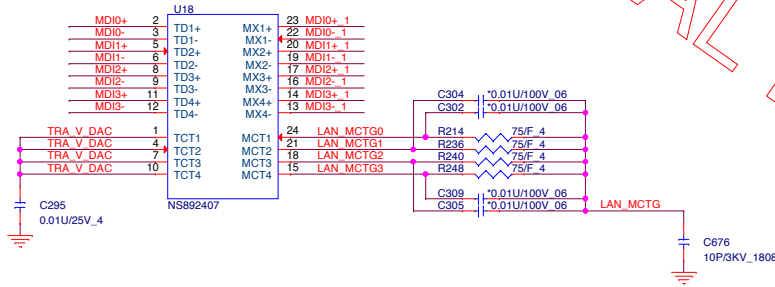 U18
MDI0+ 2 TD1+ MX1+ 23 MDI0+_1
MDI0- 3 TD1- MX1- 22 MDI0-_1
MDI1+ 5 TD2+ MX2+ 20 MDI1+_1
MDI1- 6 TD2- MX2- 19 MDI1-_1
MDI2+ 8 TD3+ MX3+ 17 MDI2+_1
MDI2- 9 TD3- MX3- 16 MDI2-_1
MDI3+ 11 TD4+ MX4+ 14 MDI3+_1
MDI3- 12 TD4- MX4- 13 MDI3-_1
C304 *0.01U/100V_06
C302 *0.01U/100V_06
TRA_V_DAC 1 TCT1 MCT1 24 LAN_MCTG0 R214 75/F_4
TRA_V_DAC 4 TCT2 MCT2 21 LAN_MCTG1 R236 75/F_4
TRA_V_DAC 7 TCT3 MCT3 18 LAN_MCTG2 R240 75/F_4
TRA_V_DAC 10 TCT4 MCT4 15 LAN_MCTG3 R248 75/F_4
C309 *0.01U/100V_06
C305 *0.01U/100V_06
NS892407
LAN_MCTG
C295
0.01U/25V_4
C676
10P/3KV_1808